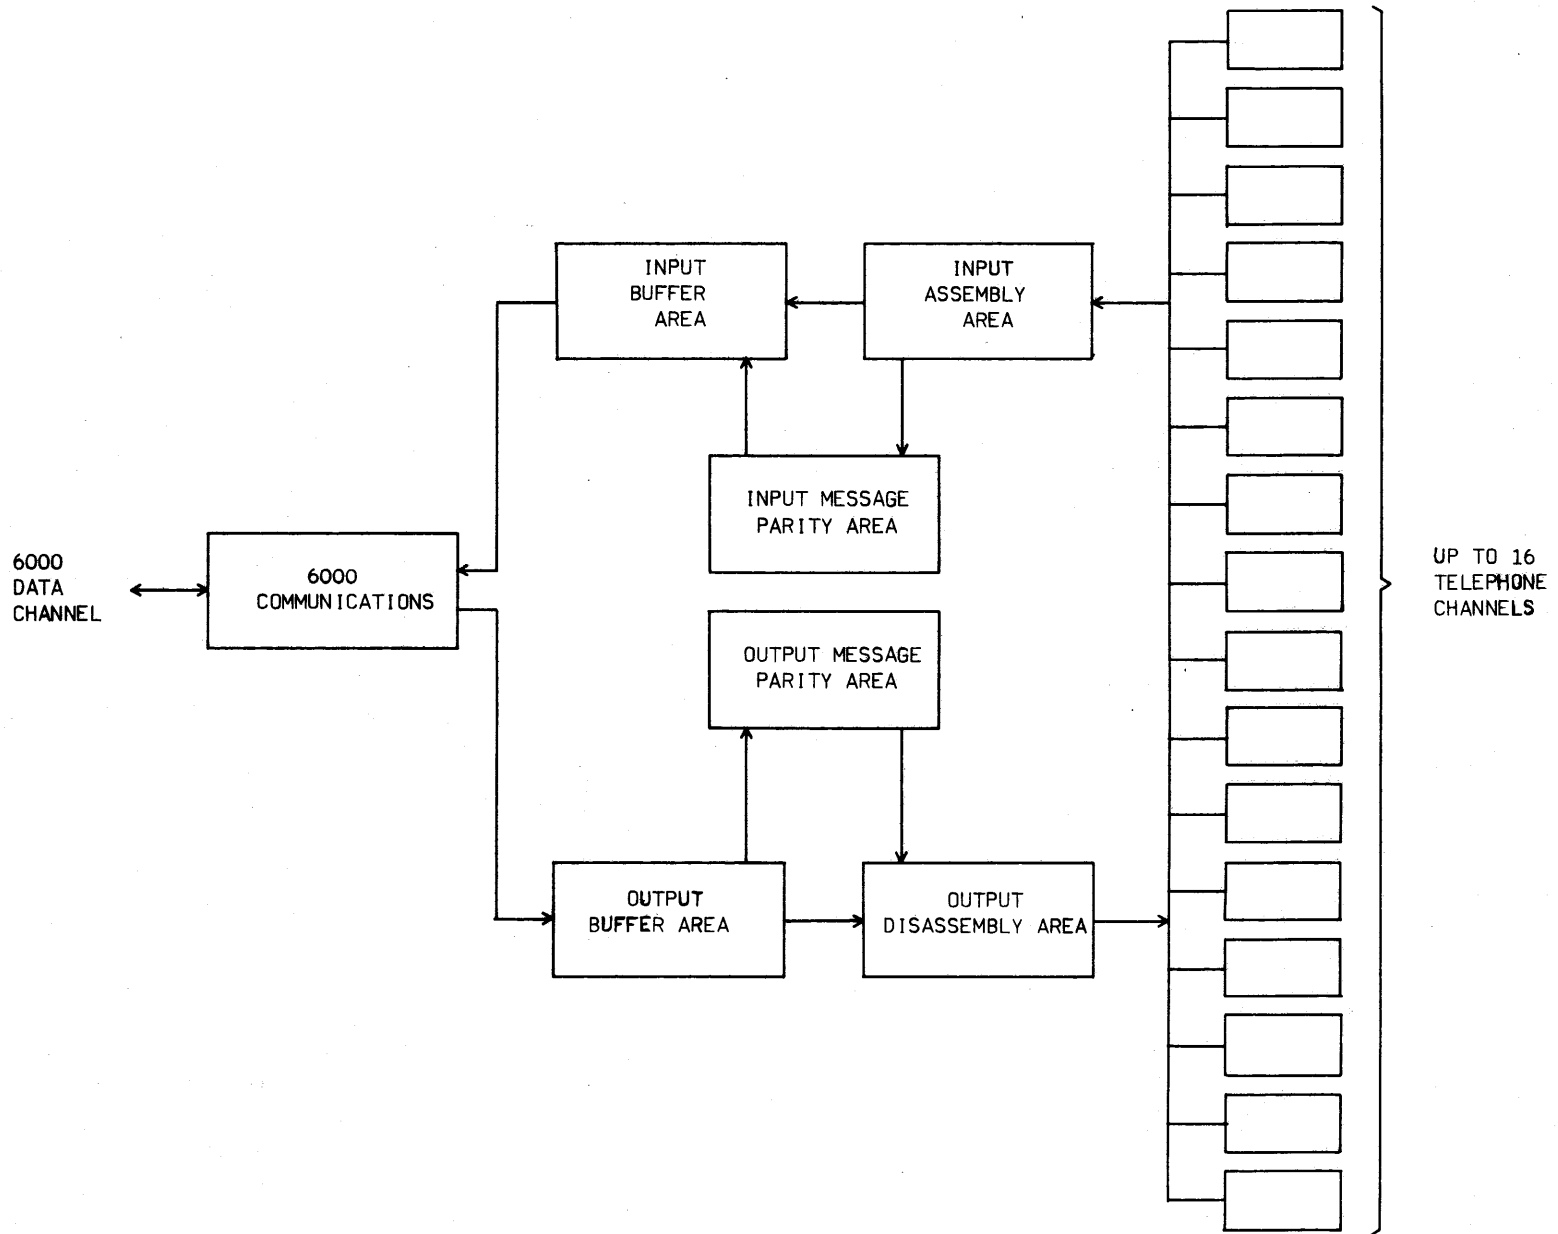 INPUT
BUFFER
AREA
INPUT
ASSEMBLY
AREA
INPUT MESSAGE
PARITY AREA
6000
DATA
CHANNEL
6000
COMMUNICATIONS
UP TO 16
TELEPHONE
CHANNELS
OUTPUT MESSAGE
PARITY AREA
OUTPUT
BUFFER AREA
OUTPUT
DISASSEMBLY AREA